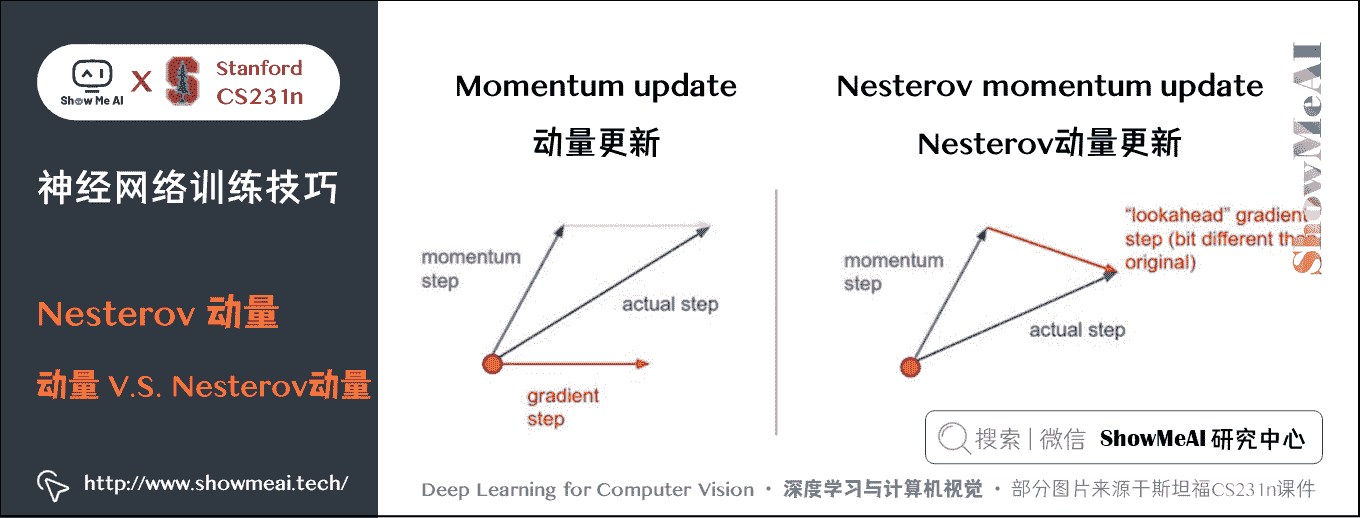 Show Me AI
X
Stanford
CS231n
神经网络训练技巧
Nesterov 动量
动量 V.S. Nesterov动量
http://www.showmeai.tech/
Momentum update
动量更新
momentum
step
actual step
gradient
step
Nesterov momentum update
Nesterov动量更新
momentum
step
"lookahead" gradient
step (bit different than
original)
actual step
ShowMeAI
搜索 | 微信 ShowMeAI 研究中心
Deep Learning for Computer Vision · 深度学习与计算机视觉 · 部分图片来源于斯坦福CS231n课件